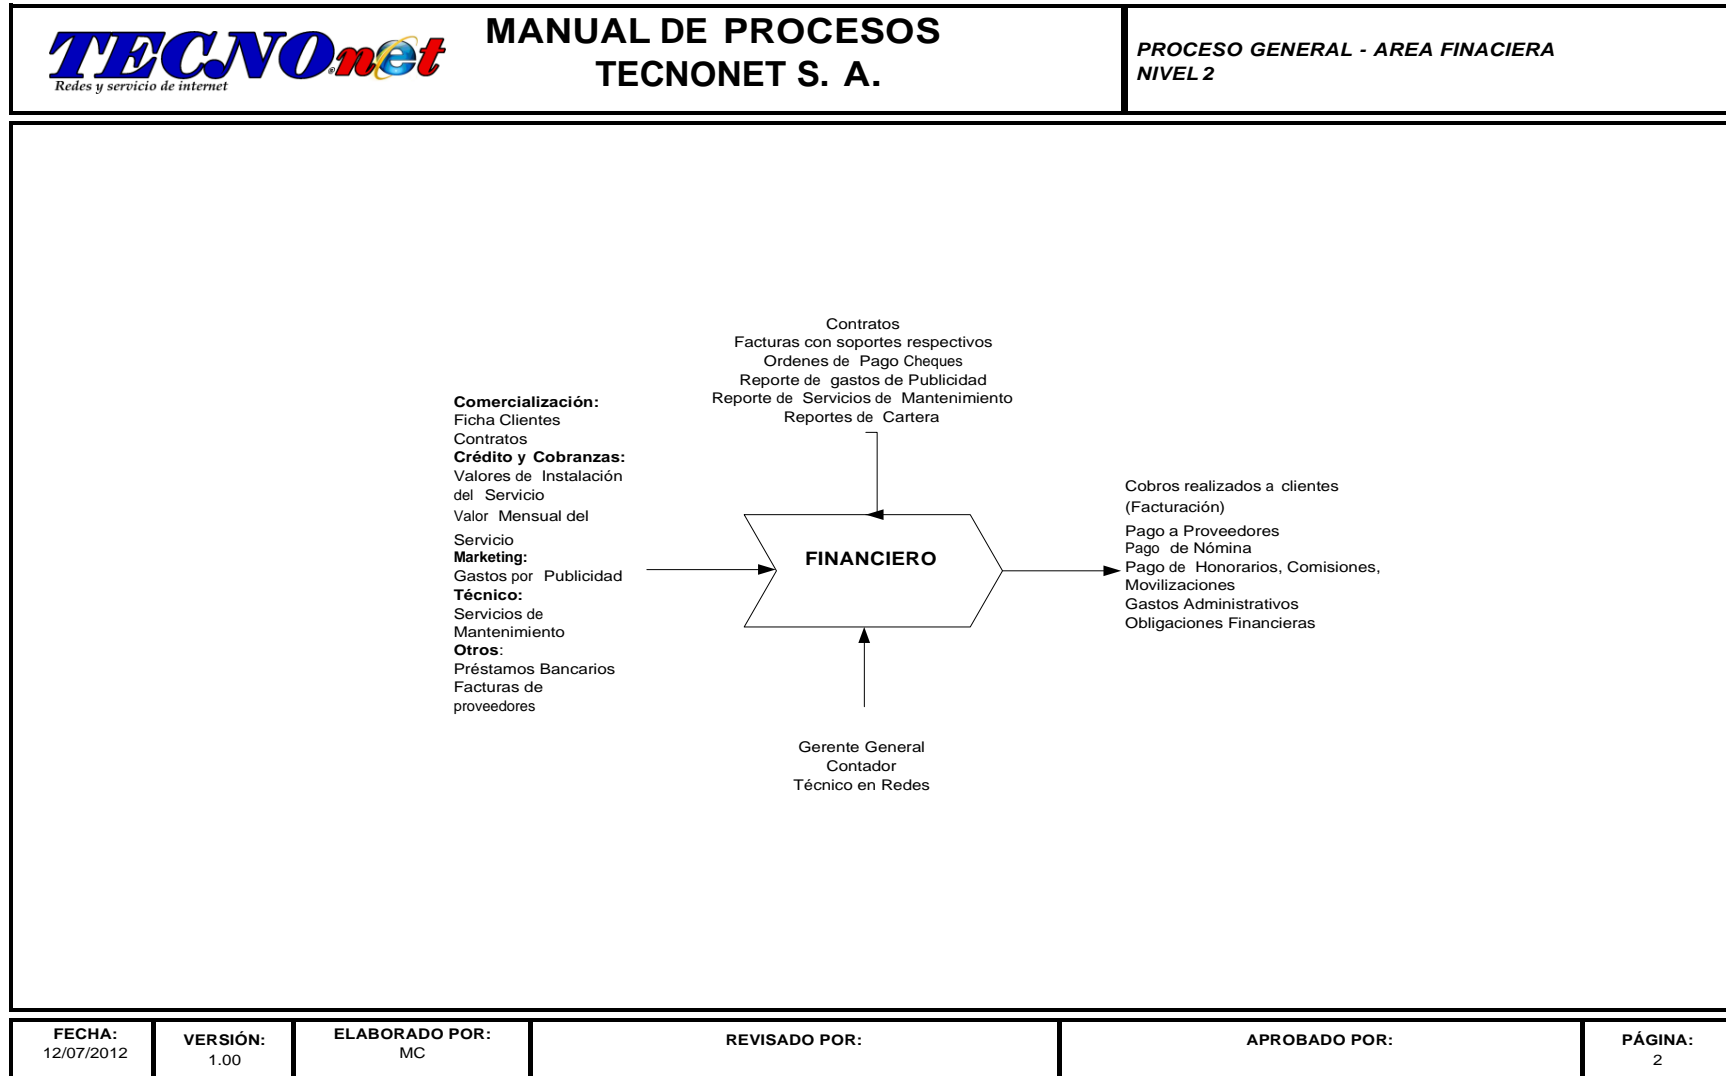 TECNOnet
Redes y servicio de internet
MANUAL DE PROCESOS
TECNONET S. A.
PROCESO GENERAL - AREA FINACIERA
NIVEL 2
Contratos
Facturas con soportes respectivos
Ordenes de Pago Cheques
Reporte de gastos de Publicidad
Reporte de Servicios de Mantenimiento
Reportes de Cartera
Comercialización:
Ficha Clientes
Contratos
Crédito y Cobranzas:
Valores de Instalación
del Servicio
Valor Mensual del
Servicio
Marketing:
Gastos por Publicidad
Técnico:
Servicios de
Mantenimiento
Otros:
Préstamos Bancarios
Facturas de
proveedores
FINANCIERO
Cobros realizados a clientes
(Facturación)
Pago a Proveedores
Pago de Nómina
Pago de Honorarios, Comisiones,
Movilizaciones
Gastos Administrativos
Obligaciones Financieras
Gerente General
Contador
Técnico en Redes
FECHA:
12/07/2012
VERSIÓN:
1.00
ELABORADO POR:
MC
REVISADO POR:
APROBADO POR:
PÁGINA:
2